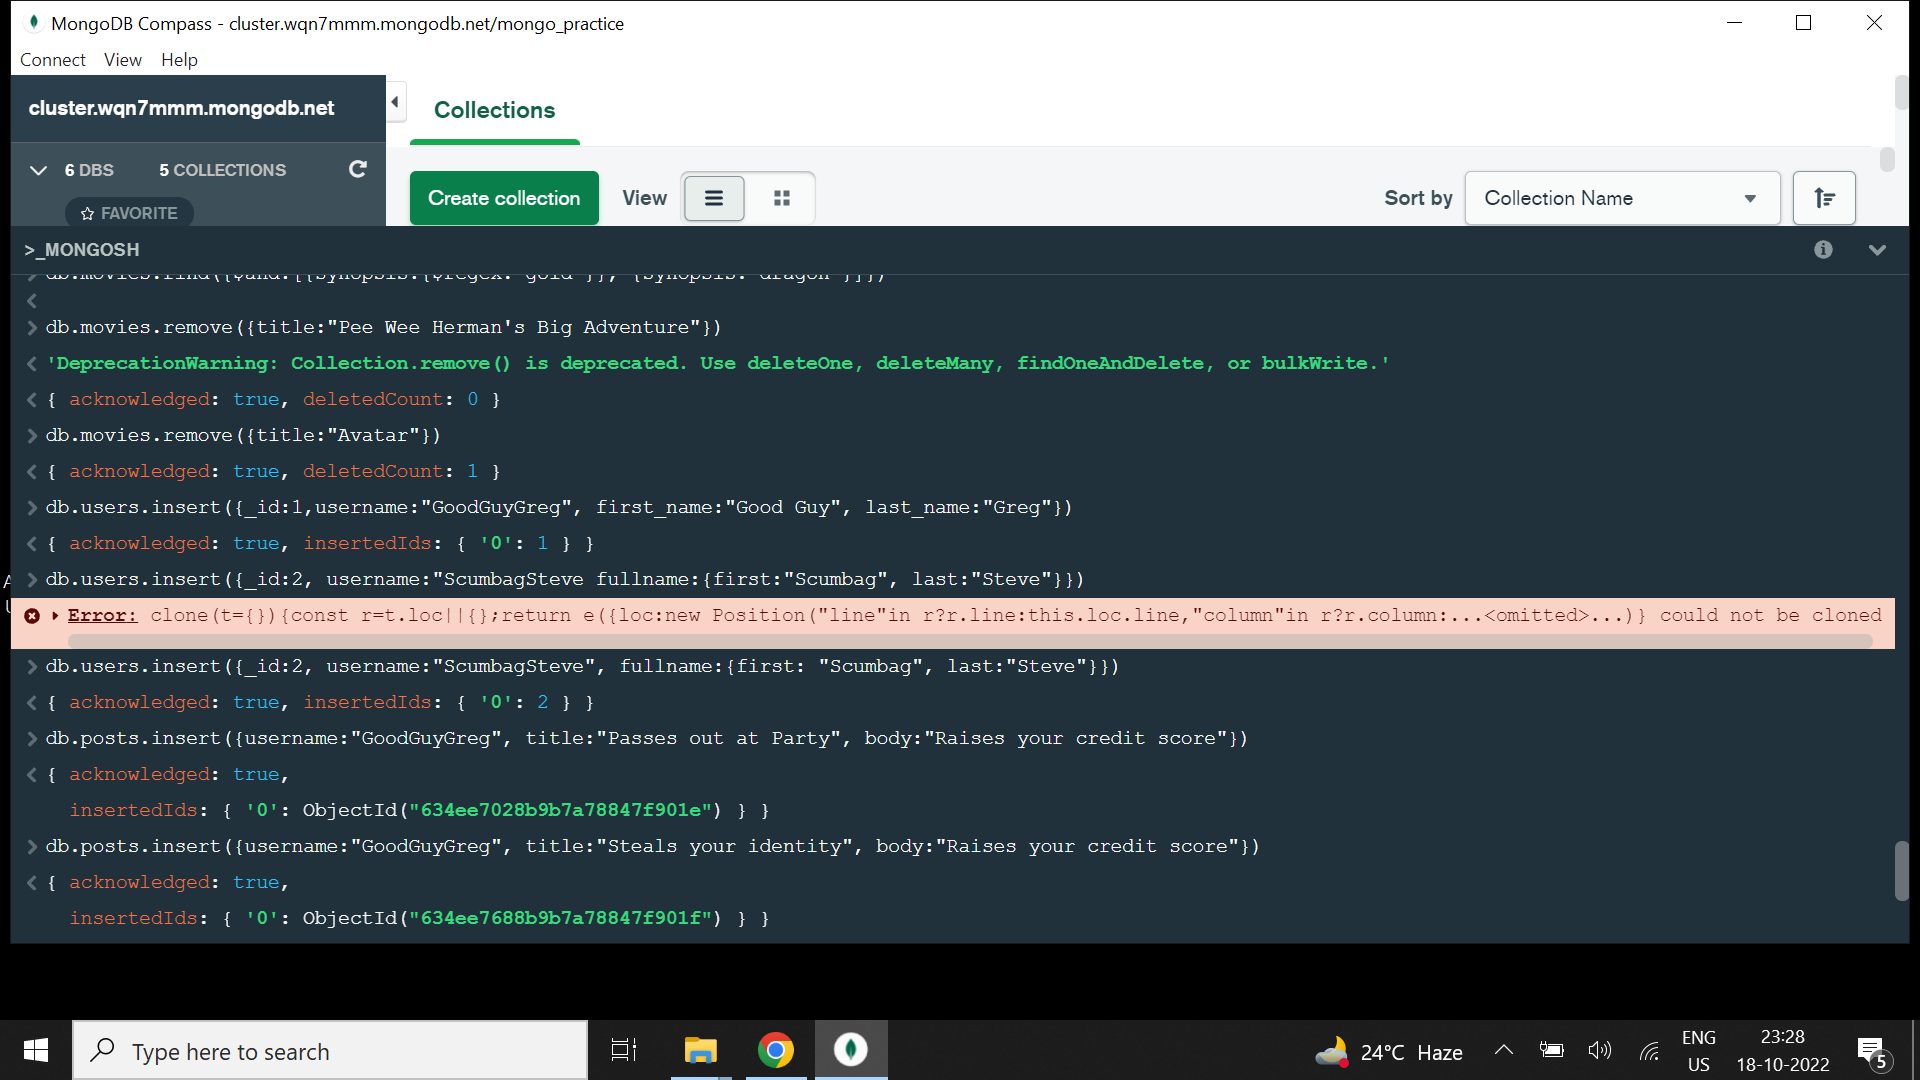 MongoDB Compass - cluster.wqn7mmm.mongodb.net/mongo_practice
Connect View Help
cluster.wqn7mmm.mongodb.net
Collections
6 DBS 5 COLLECTIONS
FAVORITE
Create collection View Sort by Collection Name
>_MONGOSH
db.movies.find({$and:[{synopsis:{$regex:"gold"}}, {synopsis:"dragon"}]})
<
> db.movies.remove({title:"Pee Wee Herman's Big Adventure"})
< 'DeprecationWarning: Collection.remove() is deprecated. Use deleteOne, deleteMany, findOneAndDelete, or bulkWrite.'
< { acknowledged: true, deletedCount: 0 }
> db.movies.remove({title:"Avatar"})
< { acknowledged: true, deletedCount: 1 }
> db.users.insert({_id:1,username:"GoodGuyGreg", first_name:"Good Guy", last_name:"Greg"})
< { acknowledged: true, insertedIds: { '0': 1 } }
> db.users.insert({_id:2, username:"ScumbagSteve fullname:{first:"Scumbag", last:"Steve"}})
Error: clone(t={}){const r=t.loc||{};return e({loc:new Position("line"in r?r.line:this.loc.line,"column"in r?r.column:...<omitted>...)} could not be cloned
> db.users.insert({_id:2, username:"ScumbagSteve", fullname:{first: "Scumbag", last:"Steve"}})
< { acknowledged: true, insertedIds: { '0': 2 } }
> db.posts.insert({username:"GoodGuyGreg", title:"Passes out at Party", body:"Raises your credit score"})
< { acknowledged: true,
insertedIds: { '0': ObjectId("634ee7028b9b7a78847f901e") } }
> db.posts.insert({username:"GoodGuyGreg", title:"Steals your identity", body:"Raises your credit score"})
< { acknowledged: true,
insertedIds: { '0': ObjectId("634ee7688b9b7a78847f901f") } }
Type here to search
24°C Haze
ENG
US
23:28
18-10-2022
5